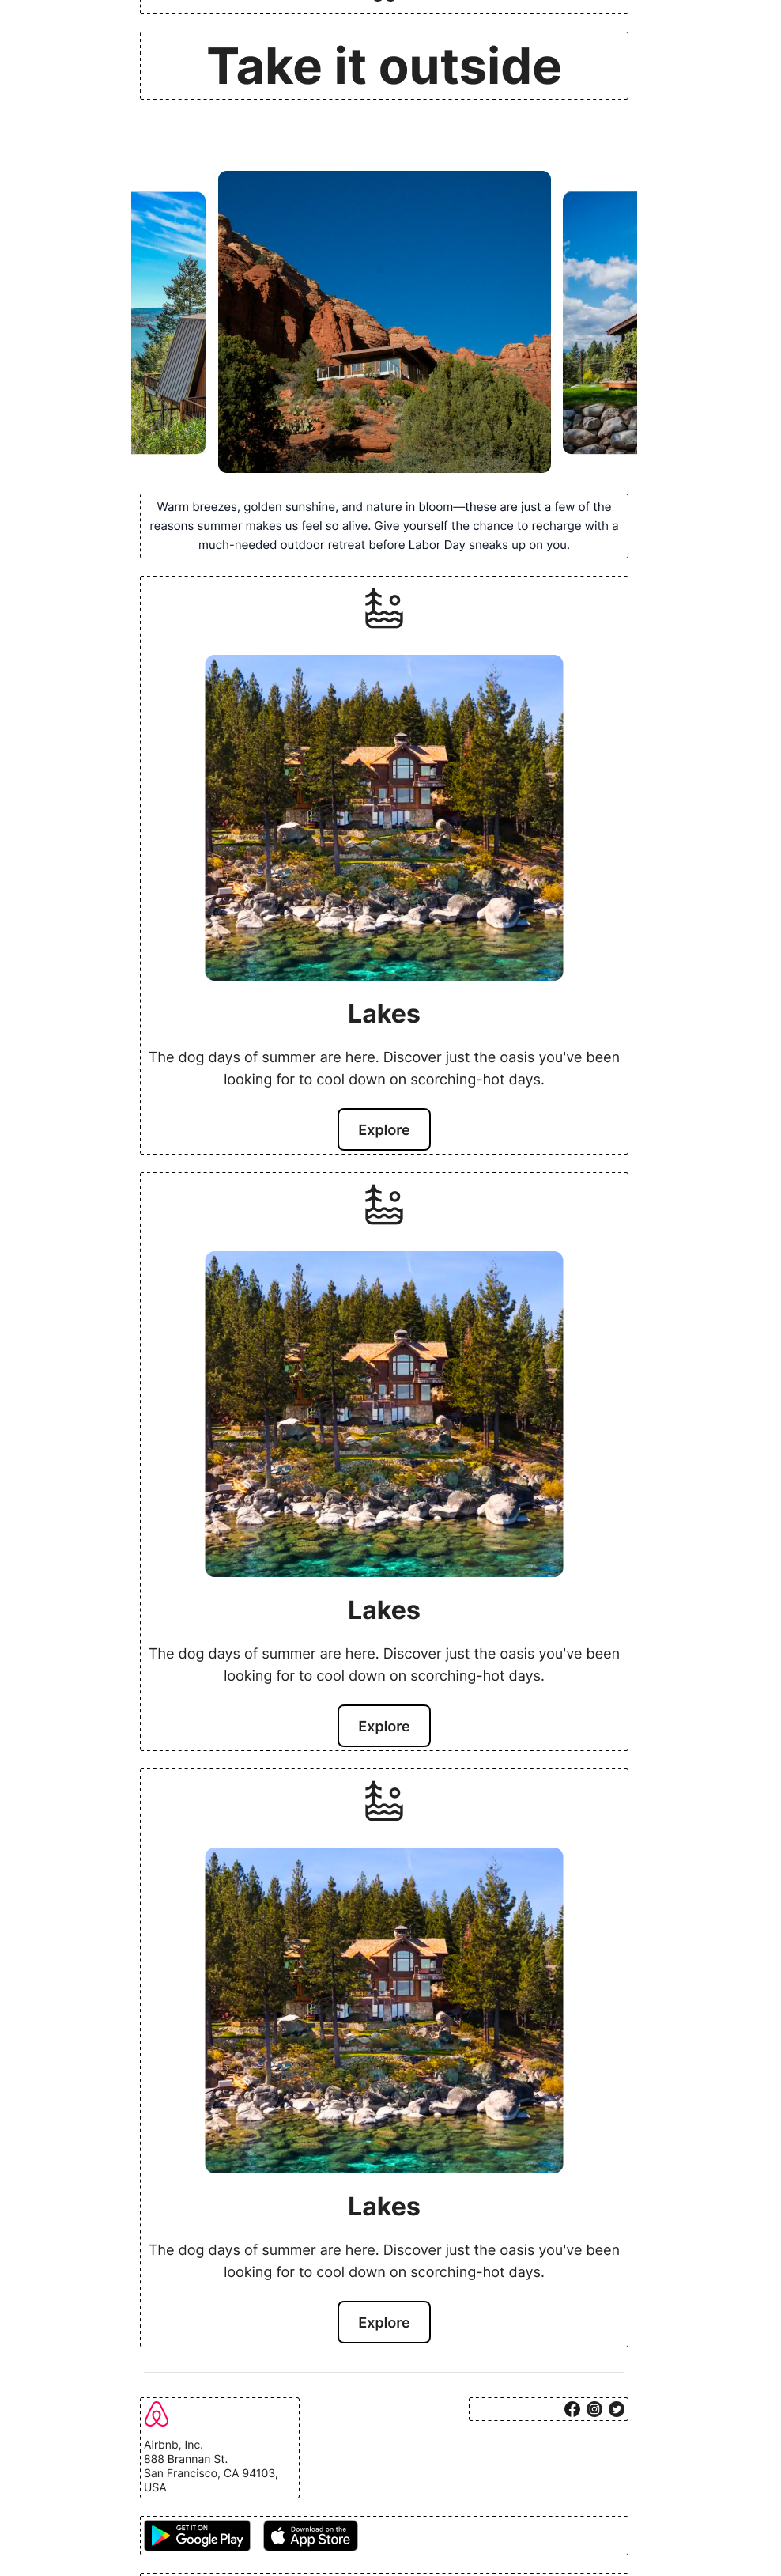 Take it outside
Warm breezes, golden sunshine, and nature in bloom—these are just a few of the
reasons summer makes us feel so alive. Give yourself the chance to recharge with a
much-needed outdoor retreat before Labor Day sneaks up on you.
Lakes
The dog days of summer are here. Discover just the oasis you've been
looking for to cool down on scorching-hot days.
Explore
Lakes
The dog days of summer are here. Discover just the oasis you've been
looking for to cool down on scorching-hot days.
Explore
Lakes
The dog days of summer are here. Discover just the oasis you've been
looking for to cool down on scorching-hot days.
Explore
Airbnb, Inc.
888 Brannan St.
San Francisco, CA 94103,
USA
GET IT ON
Google Play
Download on the
App Store